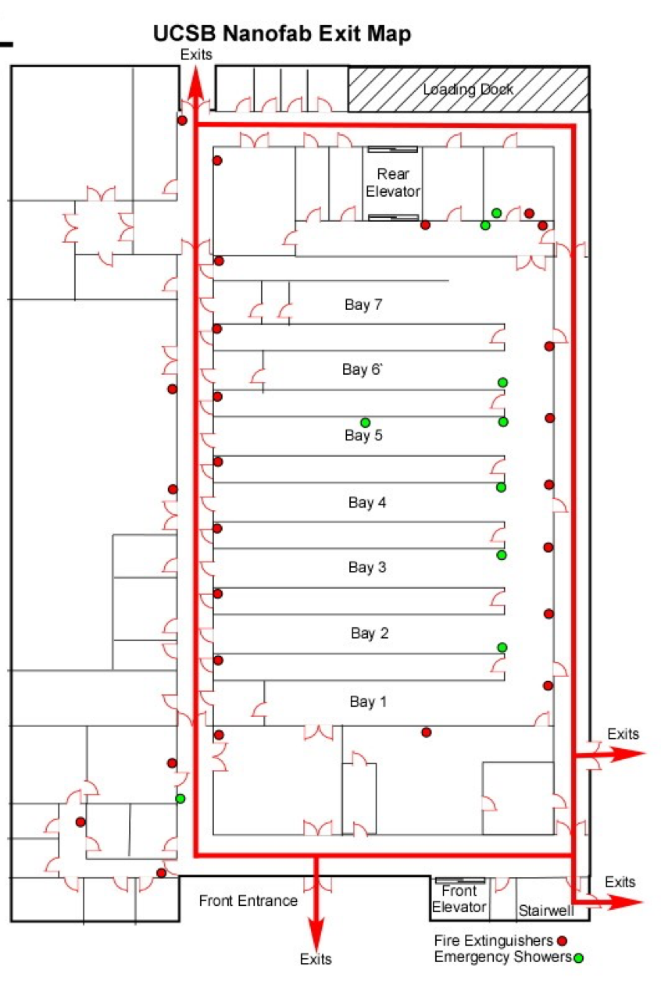 UCSB Nanofab Exit Map
Exits
Loading Dock
Rear
Elevator
Bay 7
Bay 6`
Bay 5
Bay 4
Bay 3
Bay 2
Bay 1
Exits
Exits
Front Entrance
Front
Elevator
Stairwell
Exits
Fire Extinguishers
Emergency Showers